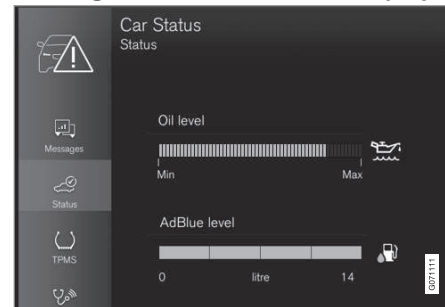 Car Status
Status
Messages
Status
TPMS
Oil level
Min Max
AdBlue level
0 litre 14
G071111